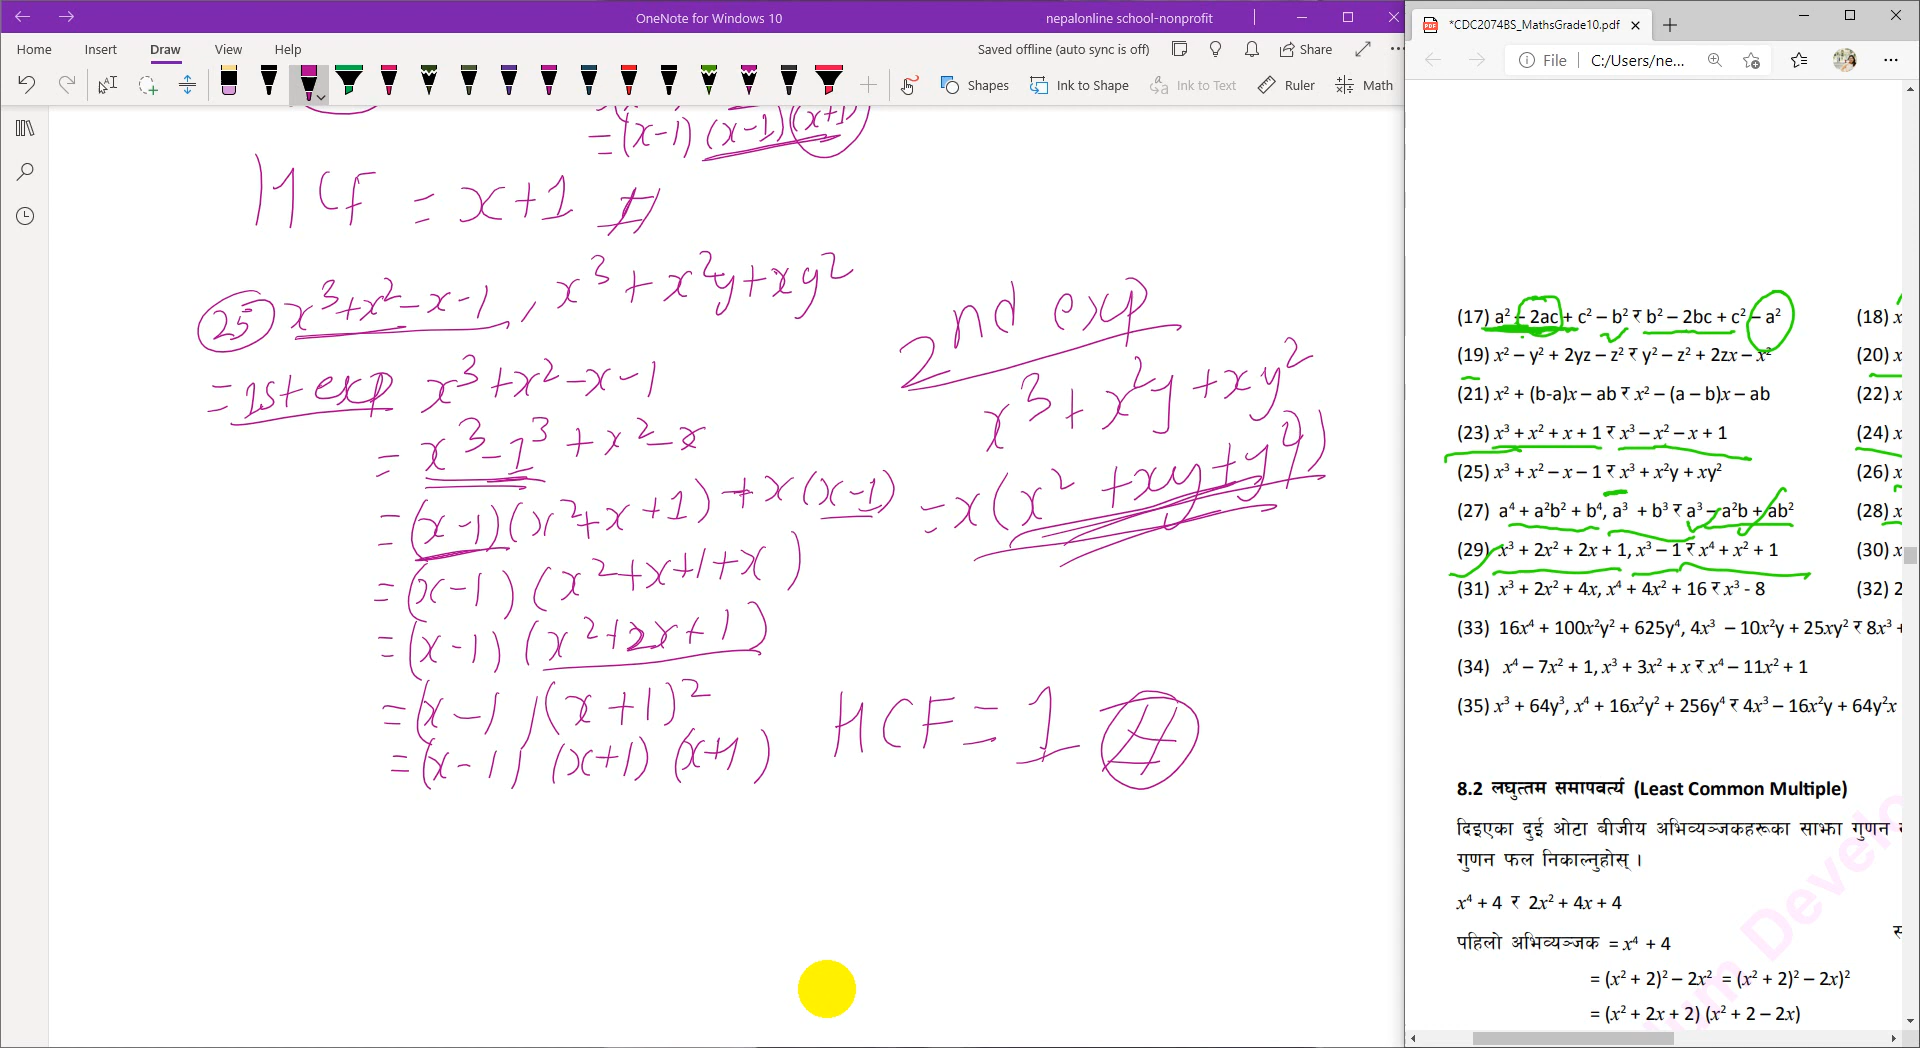 OneNote for Windows 10
nepalonline school-nonprofit
Home Insert Draw View Help
Saved offline (auto sync is off)
Share
Shapes
Ink to Shape
Ink to Text
Ruler
Math
= (x-1) (x-1)(x+1)
HCF = x+1 #
25 x³+x²-x-1, x³+x²y+xy²
= 1st exp x³+x²-x-1
= x³-1³+x²-x
= (x-1)(x²+x+1)+x(x-1)
= (x-1) (x²+x+1+x)
= (x-1) (x²+2x+1)
= (x-1)(x+1)²
= (x-1) (x+1) (x+1)
2nd exp
x³+x²y+xy²
= x(x²+xy+y²)
HCF = 1 #
*CDC2074BS_MathsGrade10.pdf
File C:/Users/ne...
(17) a² – 2ac + c² – b² र b² – 2bc + c² – a² (18) x
(19) x² – y² + 2yz – z² र y² – z² + 2zx – x² (20) x
(21) x² + (b-a)x – ab र x² – (a – b)x – ab (22) x
(23) x³ + x² + x + 1 र x³ – x² – x + 1 (24) x
(25) x³ + x² – x – 1 र x³ + x²y + xy² (26) x
(27) a⁴ + a²b² + b⁴, a³ + b³ र a³ – a²b + ab² (28) x
(29) x³ + 2x² + 2x + 1, x³ – 1 र x⁴ + x² + 1 (30) x
(31) x³ + 2x² + 4x, x⁴ + 4x² + 16 र x³ - 8 (32) 2
(33) 16x⁴ + 100x²y² + 625y⁴, 4x³ – 10x²y + 25xy² र 8x³ +
(34) x⁴ – 7x² + 1, x³ + 3x² + x र x⁴ – 11x² + 1
(35) x³ + 64y³, x⁴ + 16x²y² + 256y⁴ र 4x³ – 16x²y + 64y²x
8.2 लघुत्तम समापवर्त्य (Least Common Multiple)
दिइएका दुई ओटा बीजीय अभिव्यञ्जकहरूका साझा गुणन
गुणन फल निकाल्नुहोस् ।
x⁴ + 4 र 2x² + 4x + 4
पहिलो अभिव्यञ्जक = x⁴ + 4
= (x² + 2)² – 2x² = (x² + 2)² – 2x)²
= (x² + 2x + 2) (x² + 2 – 2x)